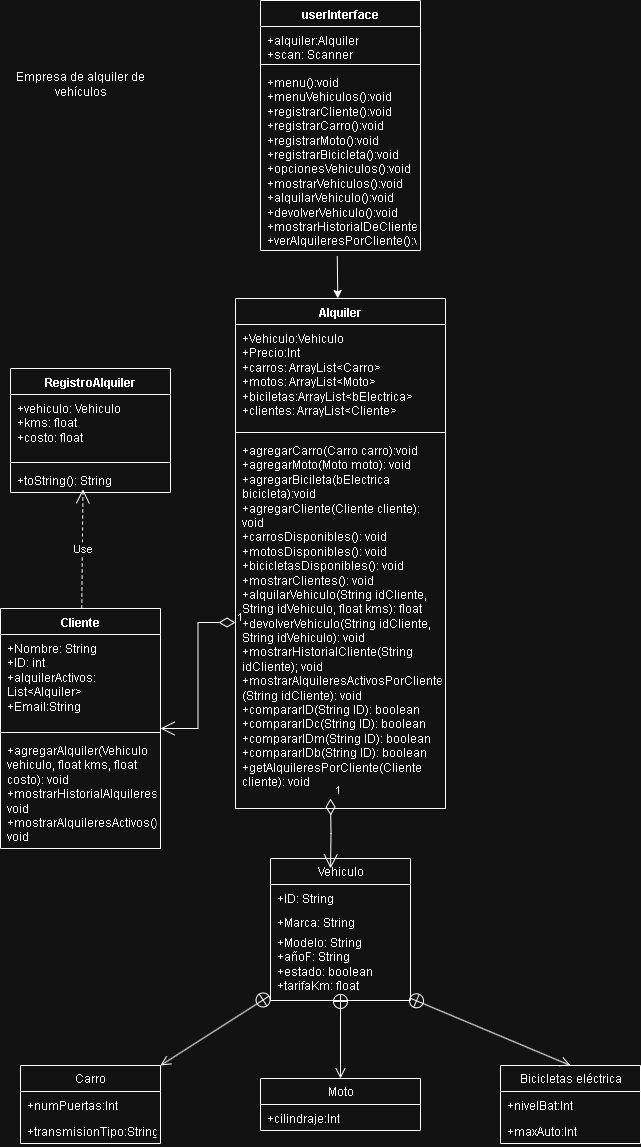 userInterface
+alquiler:Alquiler
+scan: Scanner
+menu():void
+menuVehiculos():void
+registrarCliente():void
+registrarCarro():void
+registrarMoto():void
+registrarBicicleta():void
+opcionesVehiculos():void
+mostrarVehiculos():void
+alquilarVehiculo():void
+devolverVehiculo():void
+mostrarHistorialDeCliente
+verAlquileresPorCliente():
Empresa de alquiler de
vehículos
Alquiler
+Vehiculo:Vehiculo
+Precio:Int
+carros: ArrayList<Carro>
+motos: ArrayList<Moto>
+biciletas:ArrayList<bElectrica>
+clientes: ArrayList<Cliente>
+agregarCarro(Carro carro):void
+agregarMoto(Moto moto): void
+agregarBicileta(bElectrica
bicicleta):void
+agregarCliente(Cliente cliente):
void
+carrosDisponibles(): void
+motosDisponibles(): void
+bicicletasDisponibles(): void
+mostrarClientes(): void
+alquilarVehiculo(String idCliente,
String idVehiculo, float kms): float
+devolverVehiculo(String idCliente,
String idVehiculo): void
+mostrarHistorialCliente(String
idCliente); void
+mostrarAlquileresActivosPorCliente
(String idCliente): void
+compararID(String ID): boolean
+compararIDc(String ID): boolean
+compararIDm(String ID): boolean
+compararIDb(String ID): boolean
+getAlquileresPorCliente(Cliente
cliente): void
1
1
RegistroAlquiler
+vehiculo: Vehiculo
+kms: float
+costo: float
+toString(): String
Use
Cliente
+Nombre: String
+ID: int
+alquilerActivos:
List<Alquiler>
+Email:String
+agregarAlquiler(Vehiculo
vehiculo, float kms, float
costo): void
+mostrarHistorialAlquileres
void
+mostrarAlquileresActivos()
void
Vehiculo
+ID: String
+Marca: String
+Modelo: String
+añoF: String
+estado: boolean
+tarifaKm: float
Carro
+numPuertas:Int
+transmisionTipo:String
Moto
+cilindraje:Int
Bicicletas eléctrica
+nivelBat:Int
+maxAuto:Int